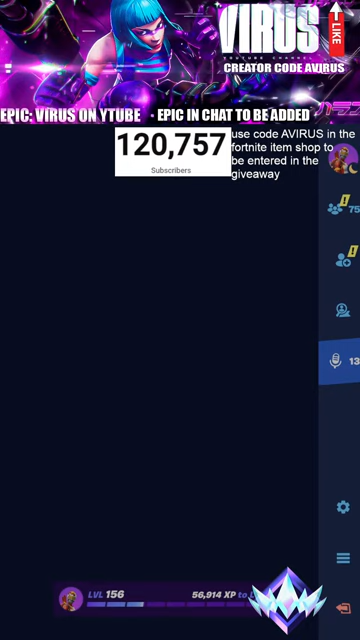 VIRUS
YOUTUBE CHANNEL
CREATOR CODE AVIRUS
LIKE
EPIC: VIRUS ON YTUBE · EPIC IN CHAT TO BE ADDED
120,757
Subscribers
use code AVIRUS in the
fortnite item shop to
be entered in the
giveaway
75
13
LVL 156
56,914 XP to